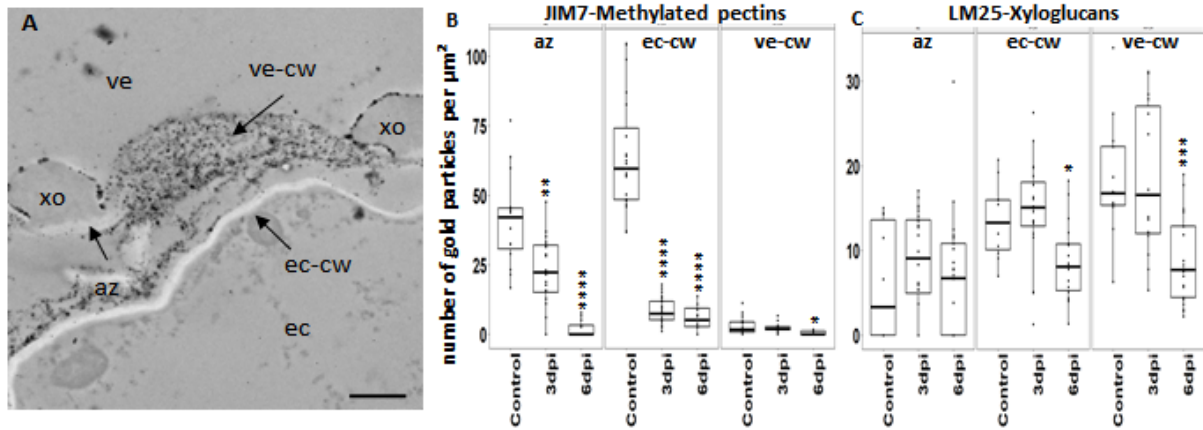 A
ve
ve-cw
xo
xo
az
ec-cw
ec
B
JIM7-Methylated pectins
az
ec-cw
ve-cw
number of gold particles per µm²
100
75
50
25
0
**
****
****
****
*
Control
3dpi
6dpi
Control
3dpi
6dpi
Control
3dpi
6dpi
C
LM25-Xyloglucans
az
ec-cw
ve-cw
30
20
10
0
*
***
Control
3dpi
6dpi
Control
3dpi
6dpi
Control
3dpi
6dpi